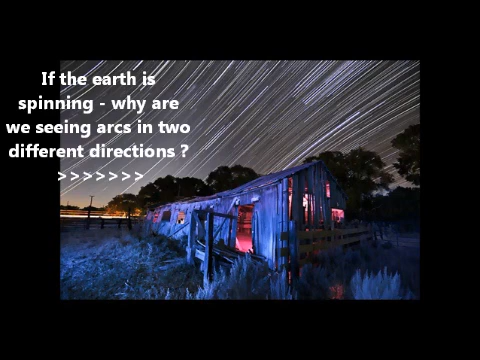 If the earth is
spinning - why are
we seeing arcs in two
different directions ?
>>>>>>>